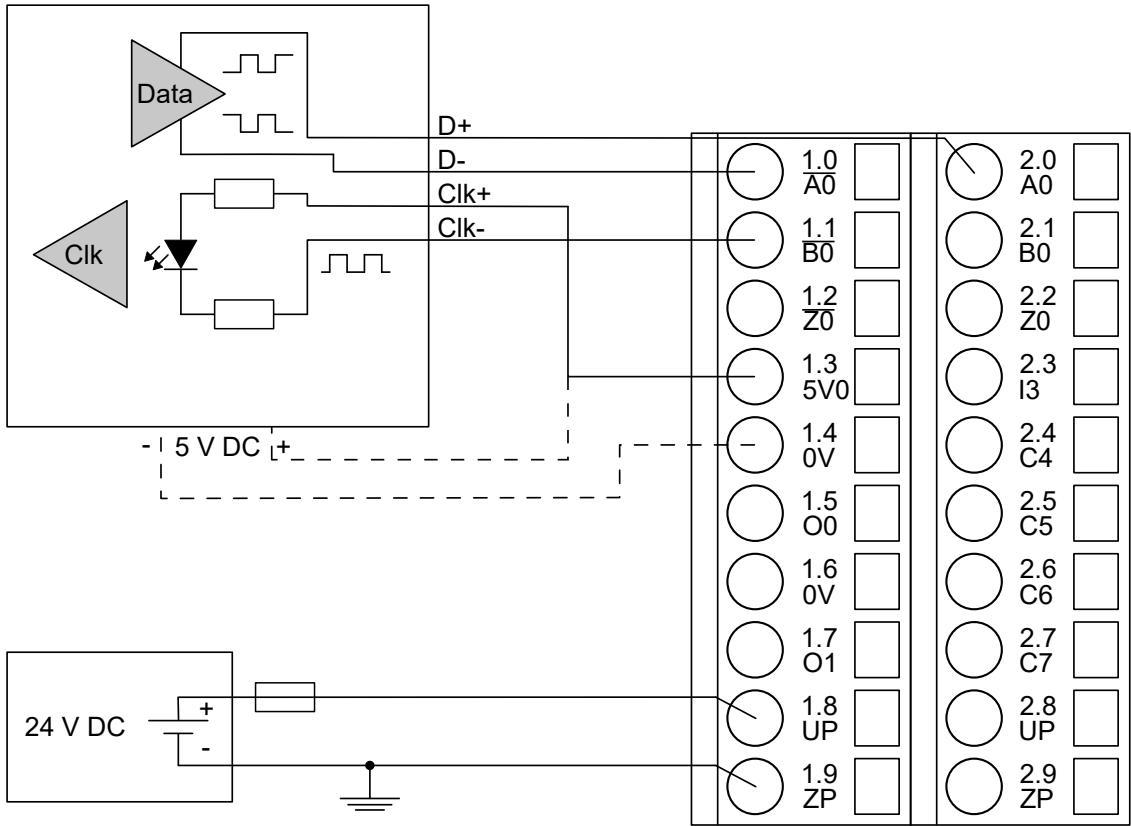 Data
D+
D-
Clk+
Clk-
Clk
- 5 V DC +
24 V DC
+
-
1.0
A̅0̅
1.1
B̅0̅
1.2
Z̅0̅
1.3
5V0
1.4
0V
1.5
O0
1.6
0V
1.7
O1
1.8
UP
1.9
ZP
2.0
A0
2.1
B0
2.2
Z0
2.3
I3
2.4
C4
2.5
C5
2.6
C6
2.7
C7
2.8
UP
2.9
ZP